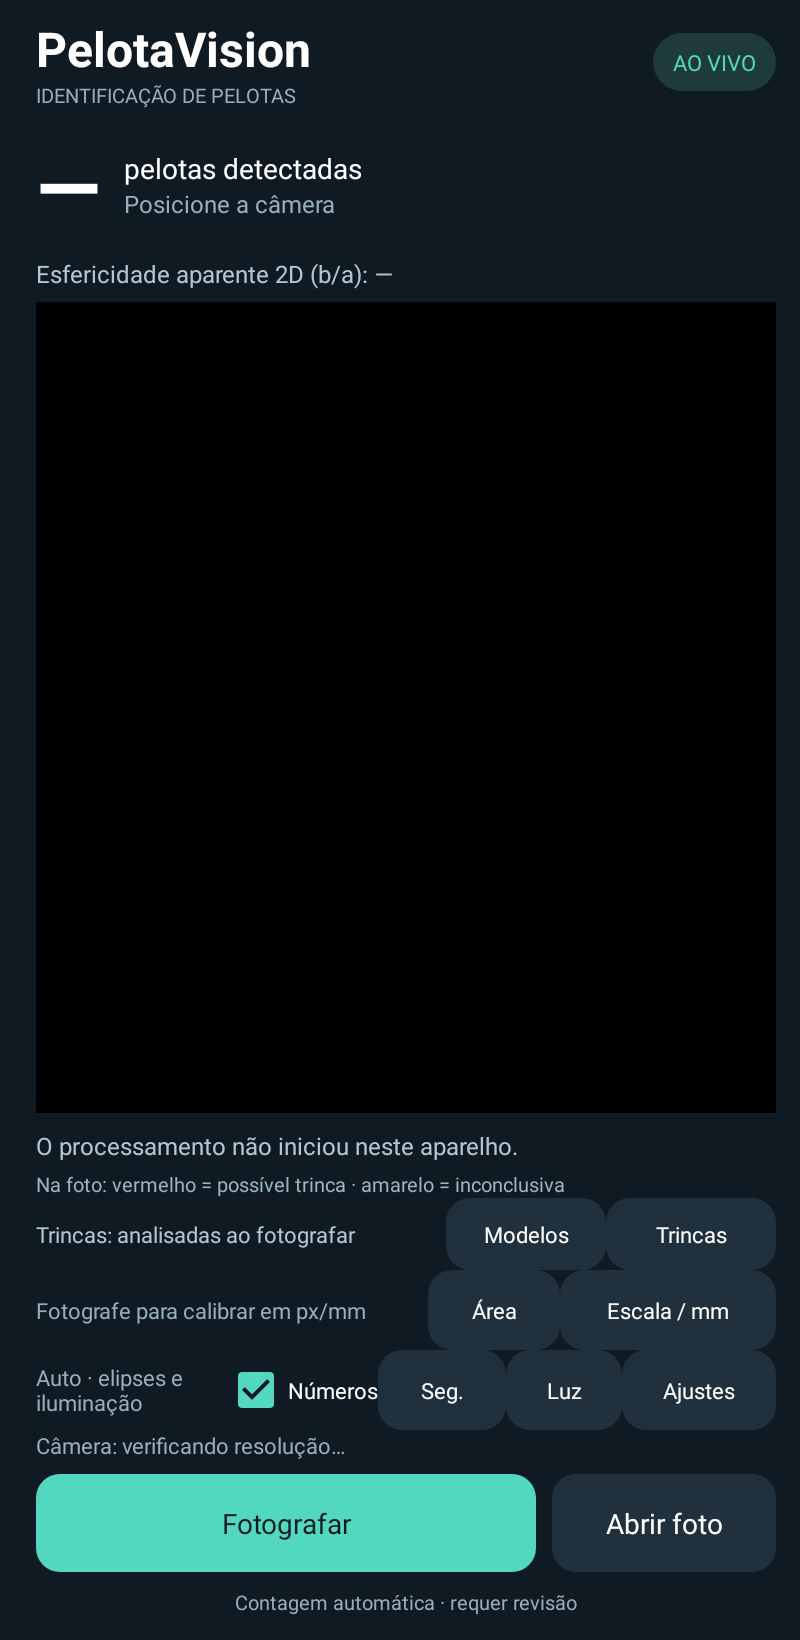 PelotaVision
AO VIVO
IDENTIFICAÇÃO DE PELOTAS
— pelotas detectadas
Posicione a câmera
Esfericidade aparente 2D (b/a): —
O processamento não iniciou neste aparelho.
Na foto: vermelho = possível trinca · amarelo = inconclusiva
Trincas: analisadas ao fotografar
Modelos
Trincas
Fotografe para calibrar em px/mm
Área
Escala / mm
Auto · elipses e
iluminação
Números
Seg.
Luz
Ajustes
Câmera: verificando resolução…
Fotografar
Abrir foto
Contagem automática · requer revisão